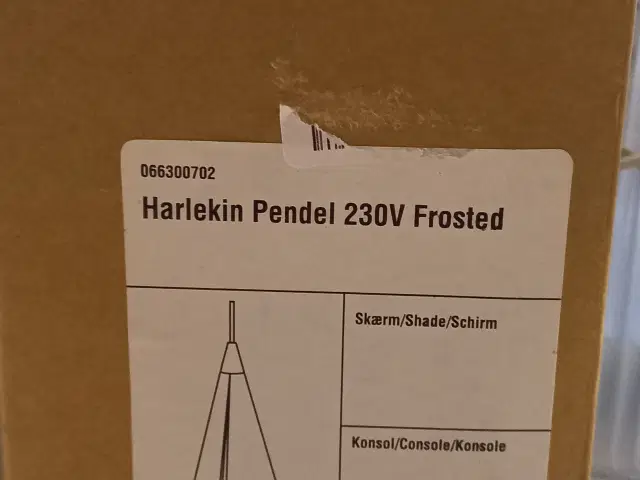 066300702
Harlekin Pendel 230V Frosted
Skærm/Shade/Schirm
Konsol/Console/Konsole